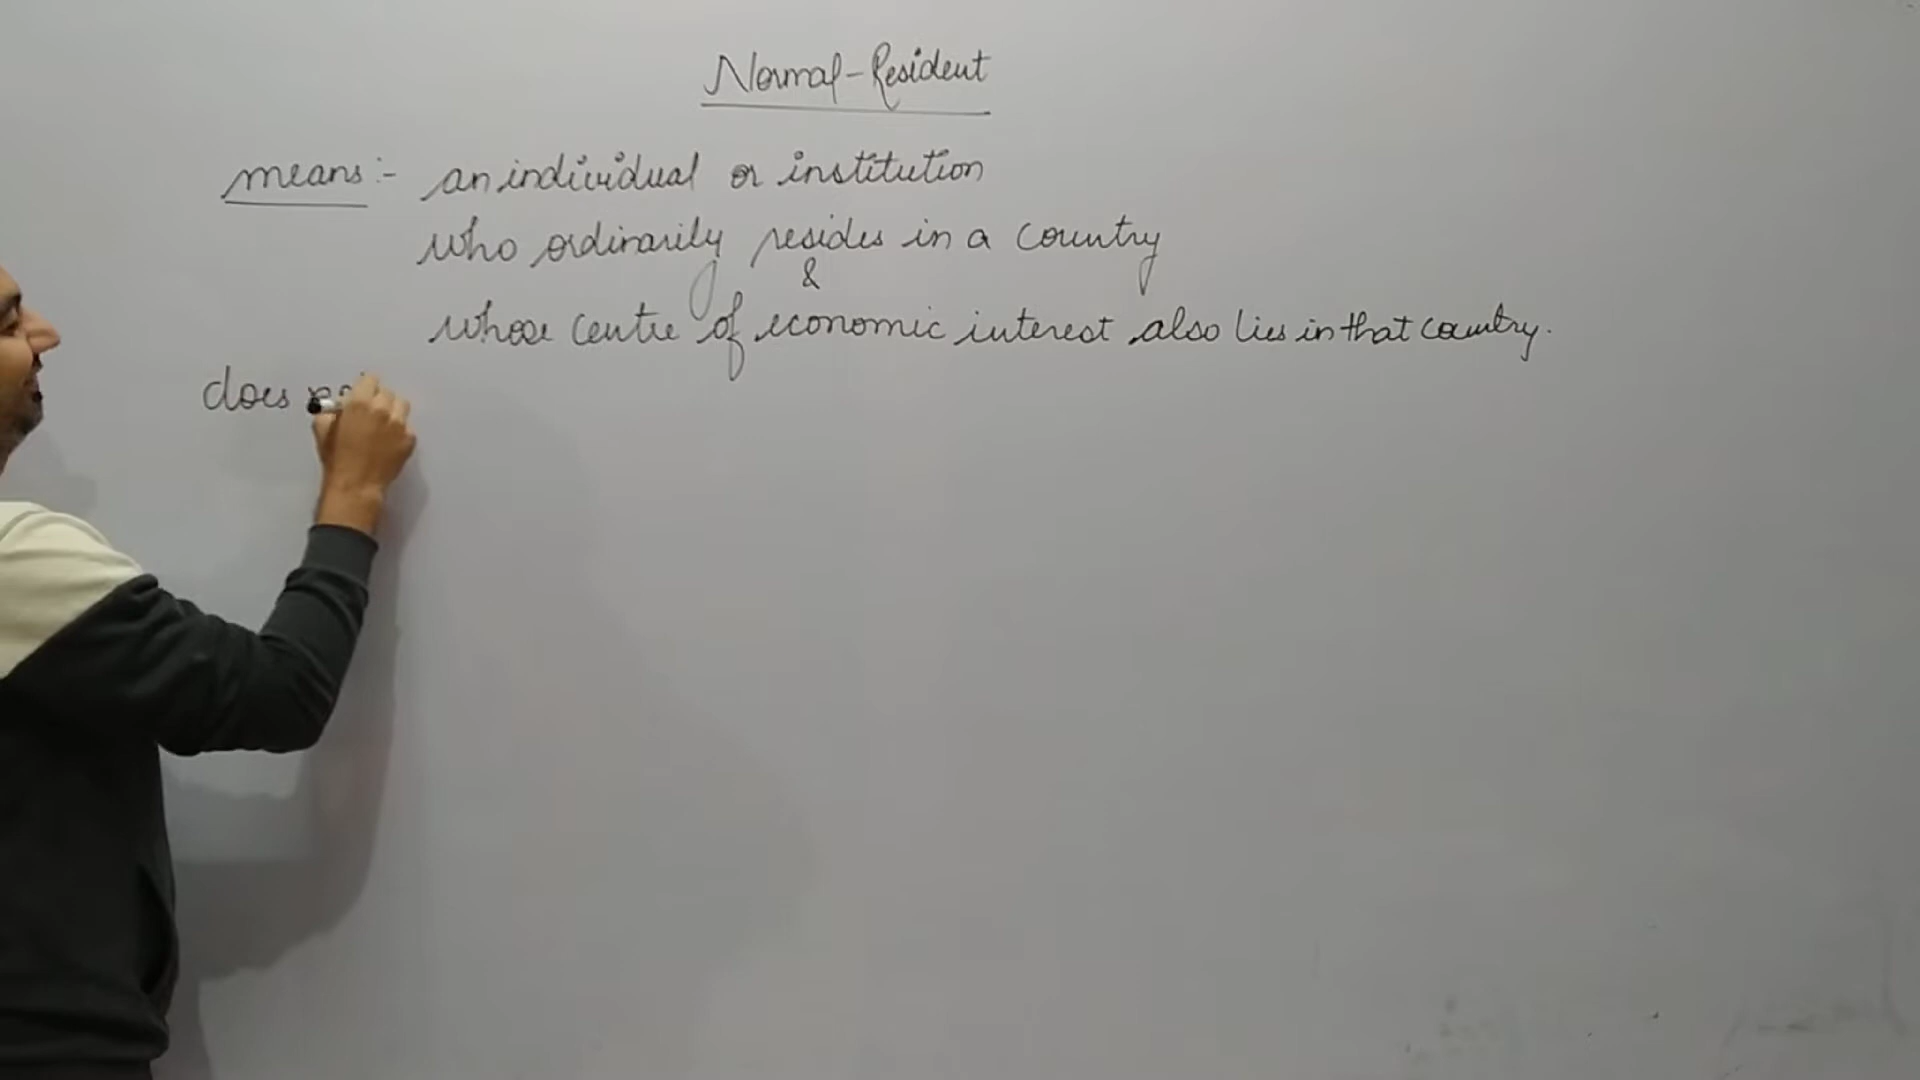 Normal-Resident
means:- an individual or institution
who ordinarily resides in a country
&
whose centre of economic interest also lies in that country.
does